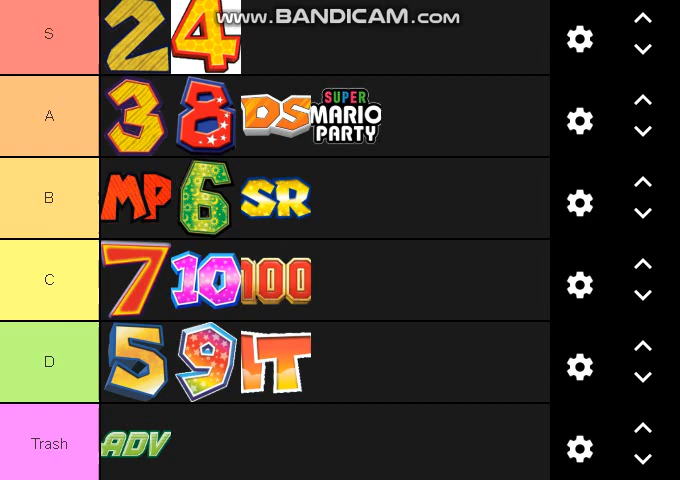 www.BANDICAM.com
S 2 4
A 3 8 DS SUPER MARIO PARTY
B MP 6 SR
C 7 10 100
D 5 9 IT
Trash ADV